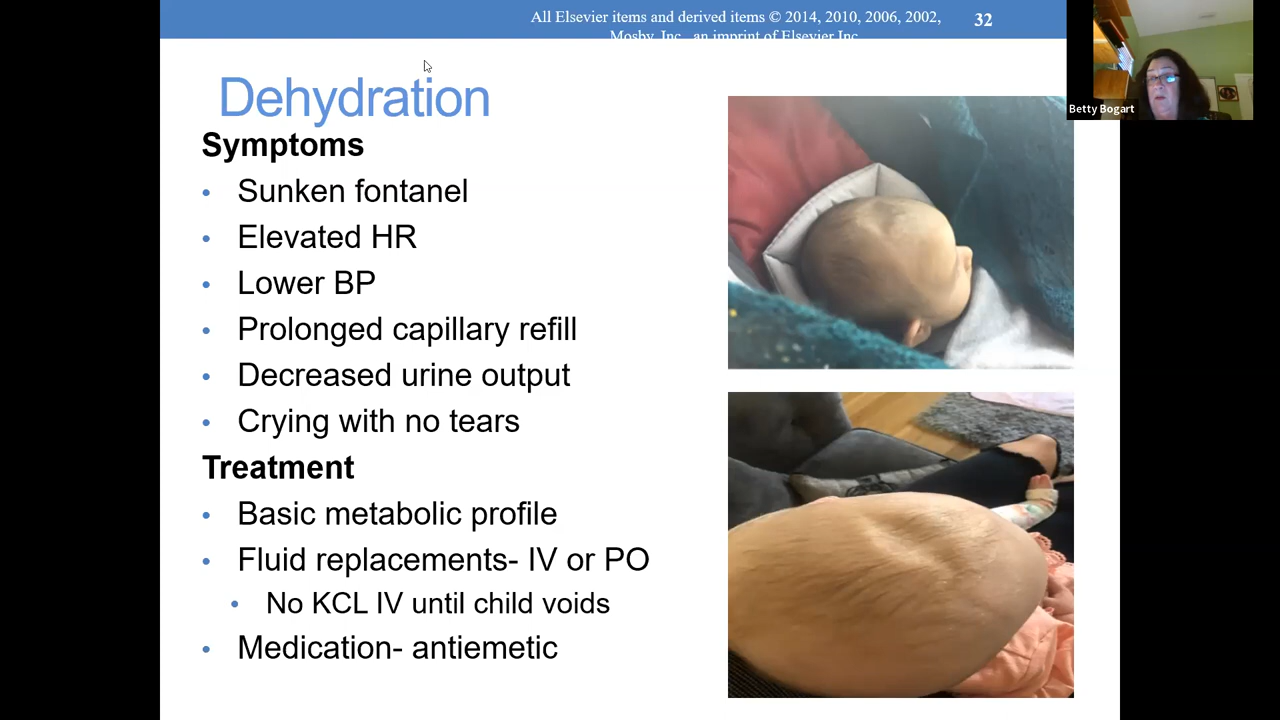 All Elsevier items and derived items © 2014, 2010, 2006, 2002,
Mosby, Inc., an imprint of Elsevier Inc.
32
Betty Bogart
Dehydration
Symptoms
• Sunken fontanel
• Elevated HR
• Lower BP
• Prolonged capillary refill
• Decreased urine output
• Crying with no tears
Treatment
• Basic metabolic profile
• Fluid replacements- IV or PO
• No KCL IV until child voids
• Medication- antiemetic